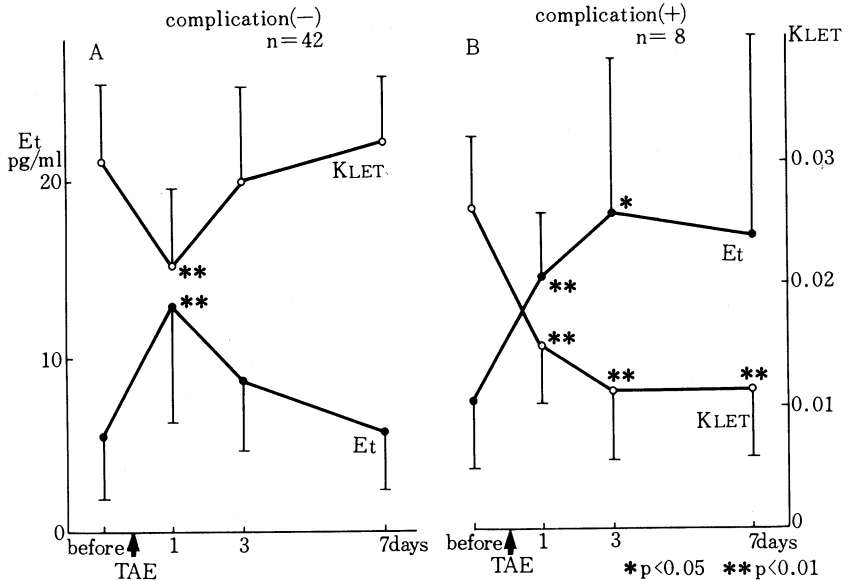 complication(−)
n=42
complication(+)
n=8
A
B
KLET
Et
pg/ml
20
10
0
KLET
**
**
Et
before
TAE
1
3
7days
*
Et
**
**
**
**
KLET
0.03
0.02
0.01
0
before
TAE
1
3
7days
*p<0.05 **p<0.01